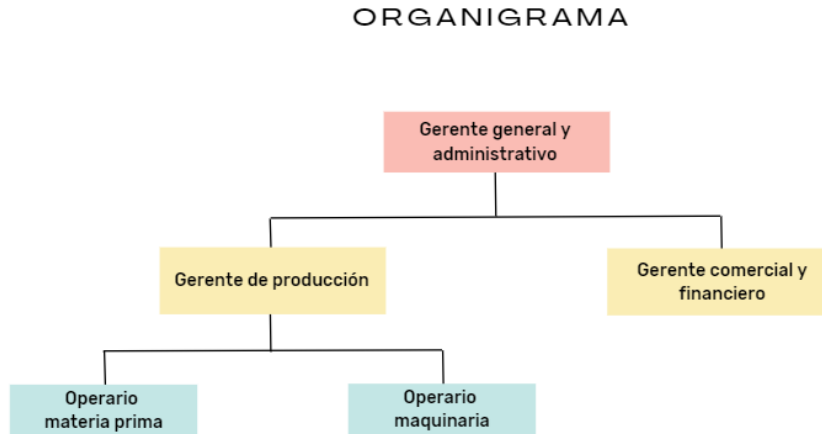 ORGANIGRAMA
Gerente general y
administrativo
Gerente de producción
Gerente comercial y
financiero
Operario
materia prima
Operario
maquinaria